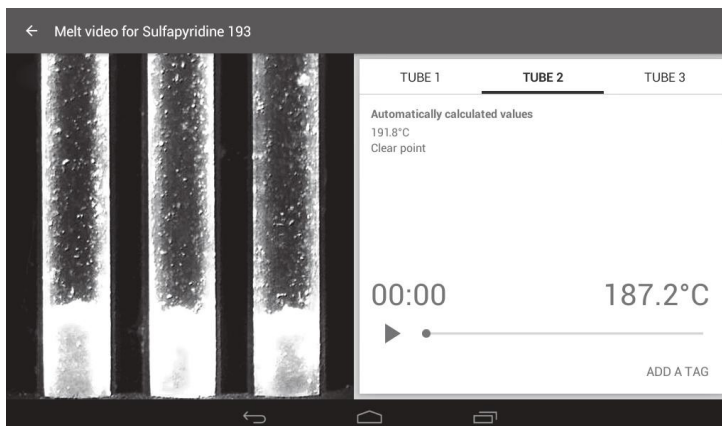 Melt video for Sulfapyridine 193
TUBE 1 TUBE 2 TUBE 3
Automatically calculated values
191.8°C
Clear point
00:00 187.2°C
ADD A TAG